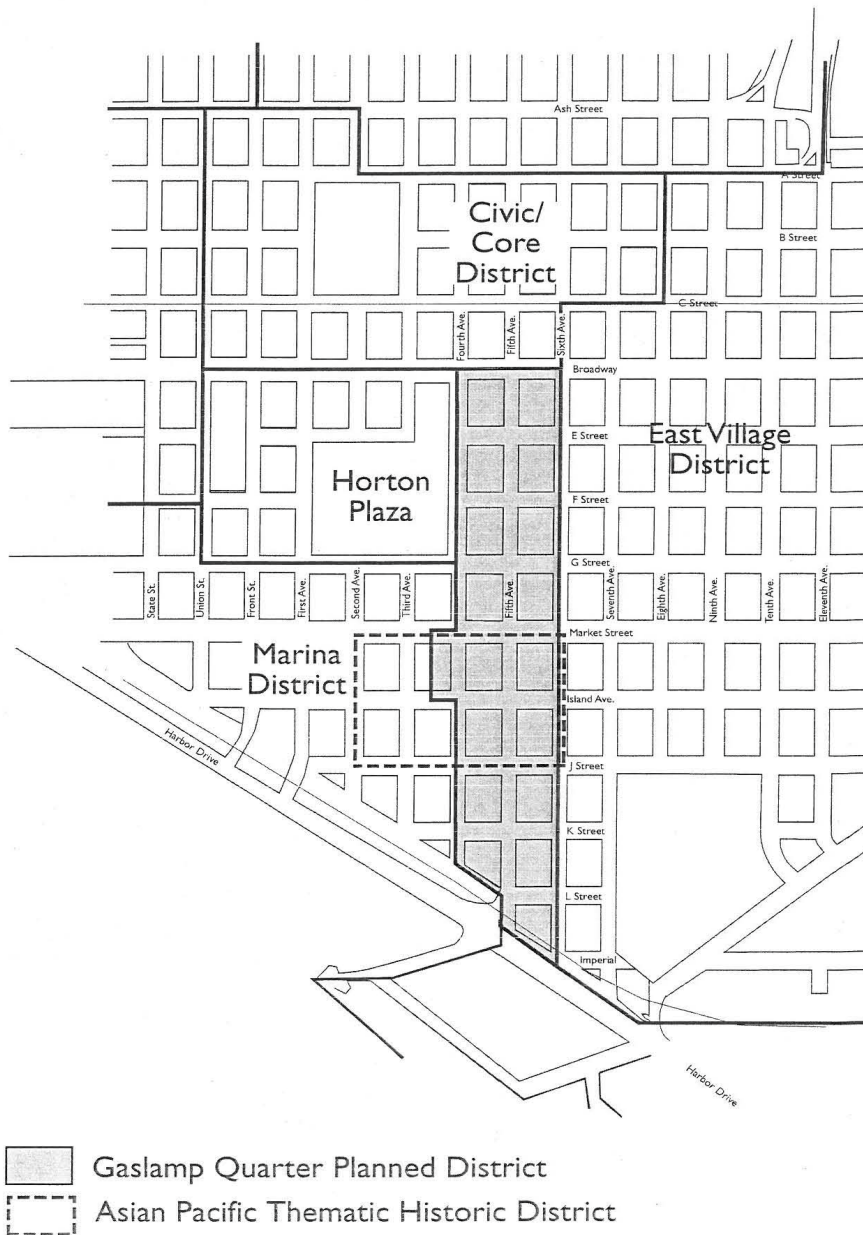 Ash Street
A Street
Civic/
Core
District
B Street
C Street
Fourth Ave.
Fifth Ave.
Sixth Ave.
Broadway
E Street
East Village
District
Horton
Plaza
F Street
G Street
State St.
Union St.
Front St.
First Ave.
Second Ave.
Third Ave.
Fifth Ave.
Seventh Ave.
Eighth Ave.
Ninth Ave.
Tenth Ave.
Eleventh Ave.
Market Street
Marina
District
Island Ave.
Harbor Drive
J Street
K Street
L Street
Imperial
Harbor Drive
Gaslamp Quarter Planned District
Asian Pacific Thematic Historic District